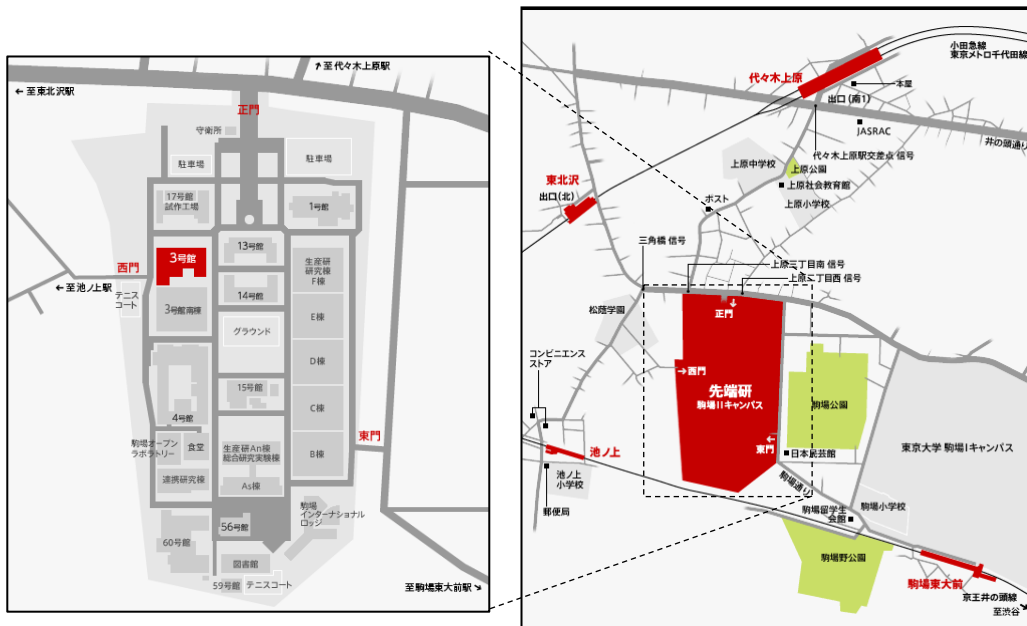 ↗至代々木上原駅
←至東北沢駅
正門
守衛所
駐車場
駐車場
17号館
試作工場
1号館
3号館
13号館
生産研
研究棟
F棟
西門
←至池ノ上駅
テニス
コート
14号館
3号館南棟
E棟
グラウンド
D棟
15号館
4号館
C棟
東門
駒場オープン
ラボラトリー
食堂
生産研An棟
総合研究実験棟
B棟
連携研究棟
As棟
駒場
インターナショナル
ロッジ
56号館
60号館
図書館
59号館
テニスコート
至駒場東大前駅↘
小田急線
東京メトロ千代田線
代々木上原
本屋
出口(南1)
JASRAC
井の頭通り
代々木上原駅交差点 信号
上原中学校
上原公園
東北沢
出口(北)
上原社会教育館
上原小学校
ポスト
三角橋 信号
上原三丁目南 信号
上原二丁目西 信号
松蔭学園
正門
コンビニエンス
ストア
→西門
先端研
駒場IIキャンパス
駒場公園
東京大学 駒場Iキャンパス
東門
日本民芸館
池ノ上
池ノ上
小学校
駒場通り
郵便局
駒場留学生
会館
駒場小学校
駒場野公園
駒場東大前
京王井の頭線
至渋谷